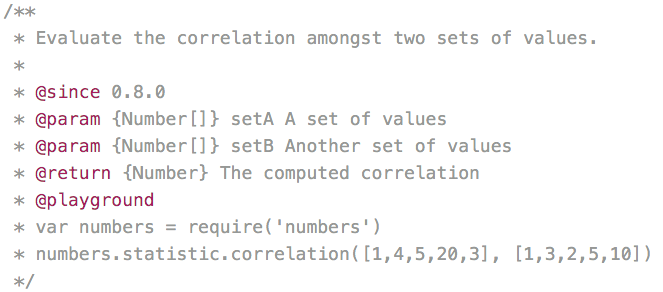 /**
 * Evaluate the correlation amongst two sets of values.
 *
 * @since 0.8.0
 * @param {Number[]} setA A set of values
 * @param {Number[]} setB Another set of values
 * @return {Number} The computed correlation
 * @playground
 * var numbers = require('numbers')
 * numbers.statistic.correlation([1,4,5,20,3], [1,3,2,5,10])
 */